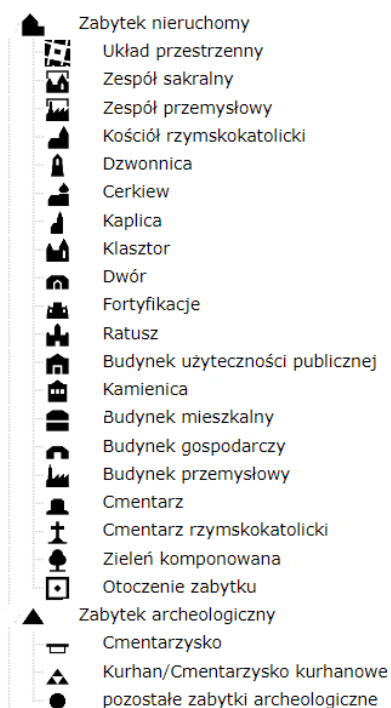 Zabytek nieruchomy
Układ przestrzenny
Zespół sakralny
Zespół przemysłowy
Kościół rzymskokatolicki
Dzwonnica
Cerkiew
Kaplica
Klasztor
Dwór
Fortyfikacje
Ratusz
Budynek użyteczności publicznej
Kamienica
Budynek mieszkalny
Budynek gospodarczy
Budynek przemysłowy
Cmentarz
Cmentarz rzymskokatolicki
Zieleń komponowana
Otoczenie zabytku
Zabytek archeologiczny
Cmentarzysko
Kurhan/Cmentarzysko kurhanowe
pozostałe zabytki archeologiczne